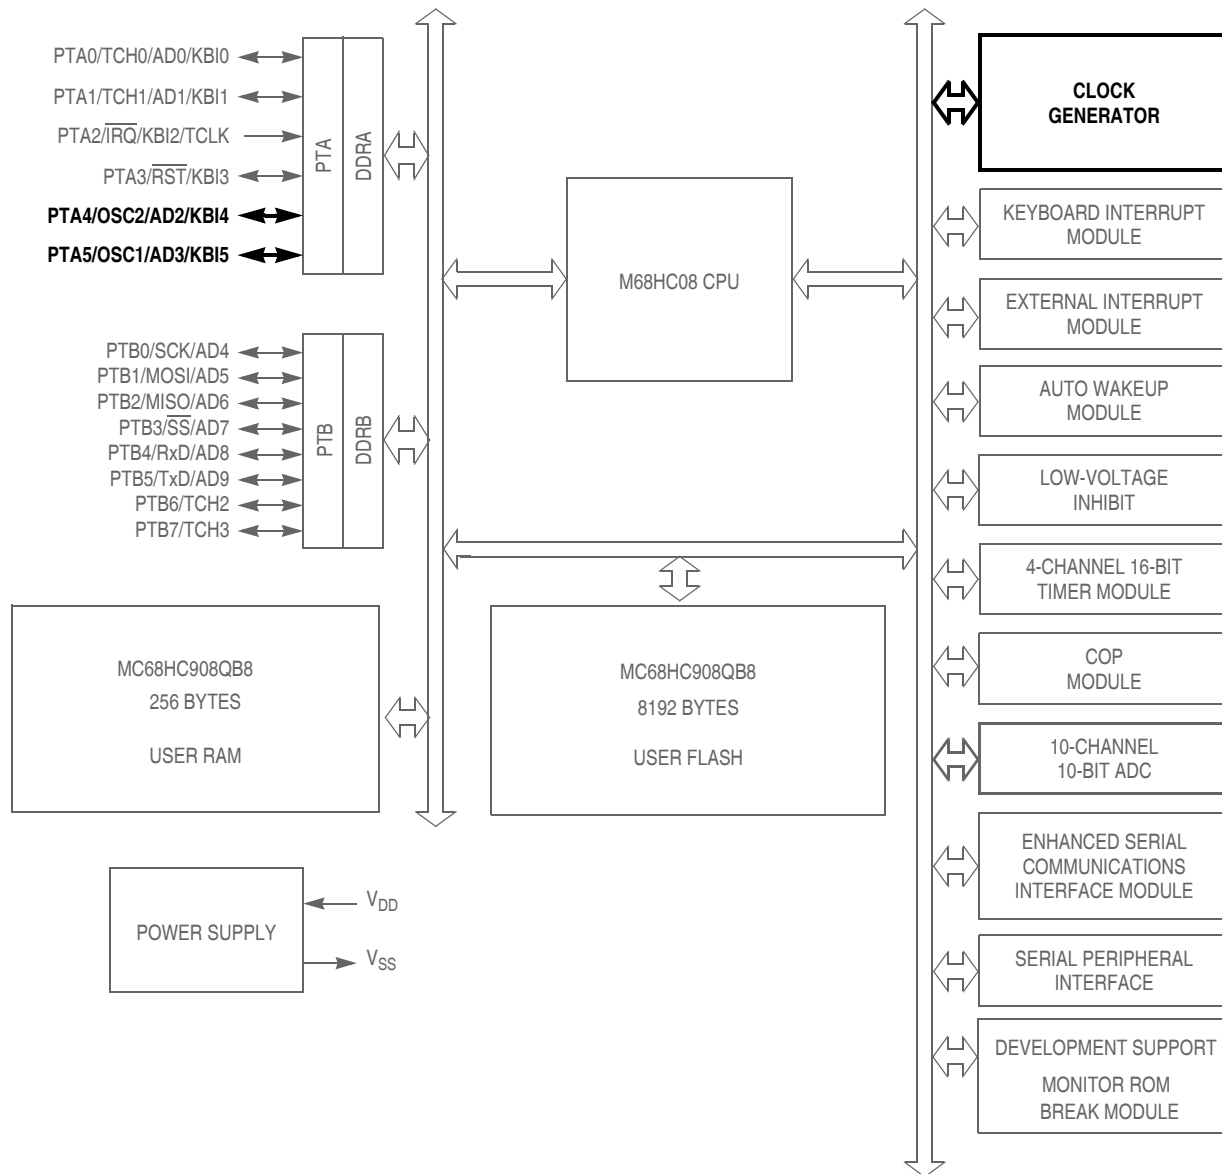 PTA0/TCH0/AD0/KBI0
PTA1/TCH1/AD1/KBI1
PTA2/IRQ/KBI2/TCLK
PTA3/RST/KBI3
PTA4/OSC2/AD2/KBI4
PTA5/OSC1/AD3/KBI5
PTA
DDRA
PTB0/SCK/AD4
PTB1/MOSI/AD5
PTB2/MISO/AD6
PTB3/SS/AD7
PTB4/RxD/AD8
PTB5/TxD/AD9
PTB6/TCH2
PTB7/TCH3
PTB
DDRB
M68HC08 CPU
MC68HC908QB8
256 BYTES
USER RAM
MC68HC908QB8
8192 BYTES
USER FLASH
POWER SUPPLY
VDD
VSS
CLOCK
GENERATOR
KEYBOARD INTERRUPT
MODULE
EXTERNAL INTERRUPT
MODULE
AUTO WAKEUP
MODULE
LOW-VOLTAGE
INHIBIT
4-CHANNEL 16-BIT
TIMER MODULE
COP
MODULE
10-CHANNEL
10-BIT ADC
ENHANCED SERIAL
COMMUNICATIONS
INTERFACE MODULE
SERIAL PERIPHERAL
INTERFACE
DEVELOPMENT SUPPORT
MONITOR ROM
BREAK MODULE